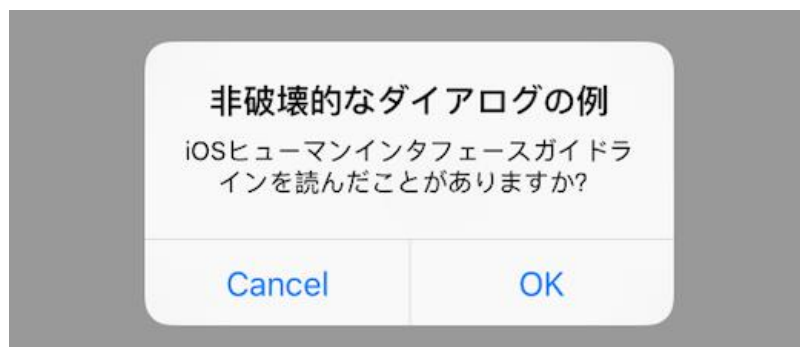 非破壊的なダイアログの例
iOSヒューマンインタフェースガイドラ
インを読んだことがありますか?
Cancel
OK